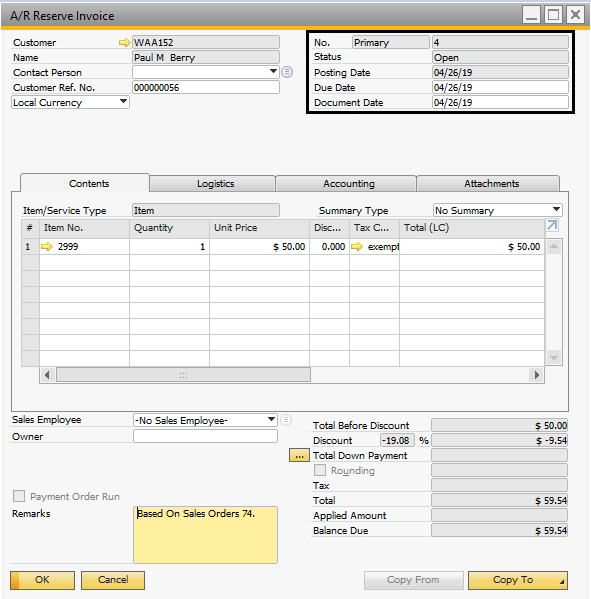 A/R Reserve Invoice
Customer WAA152
Name Paul M Berry
Contact Person
Customer Ref. No. 000000056
Local Currency
No. Primary 4
Status Open
Posting Date 04/26/19
Due Date 04/26/19
Document Date 04/26/19
Contents Logistics Accounting Attachments
Item/Service Type Item Summary Type No Summary
# Item No. Quantity Unit Price Disc... Tax C... Total (LC)
1 2999 1 $ 50.00 0.000 exempt $ 50.00
Sales Employee -No Sales Employee-
Owner
Total Before Discount $ 50.00
Discount -19.08 % $ -9.54
... Total Down Payment
Rounding
Tax
Total $ 59.54
Applied Amount
Balance Due $ 59.54
Payment Order Run
Remarks Based On Sales Orders 74.
OK Cancel Copy From Copy To